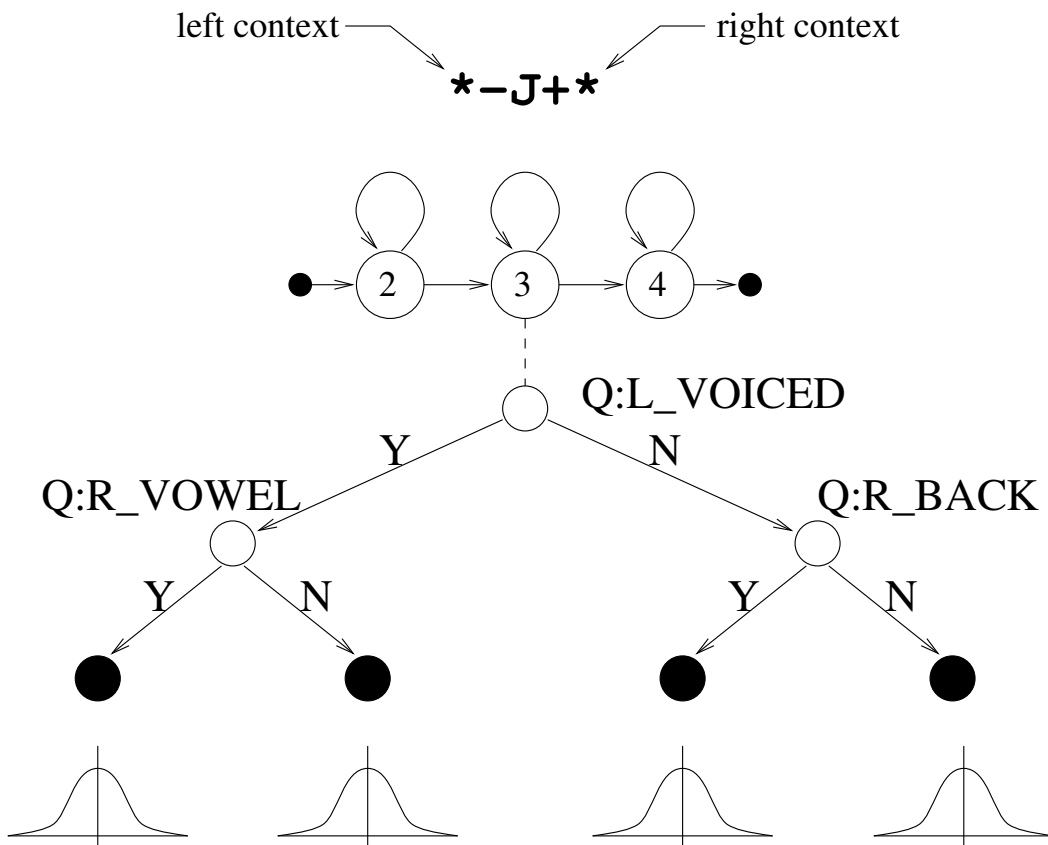 left context right context
*-J+*
2 3 4
Q:L_VOICED
Y N
Q:R_VOWEL Q:R_BACK
Y N Y N